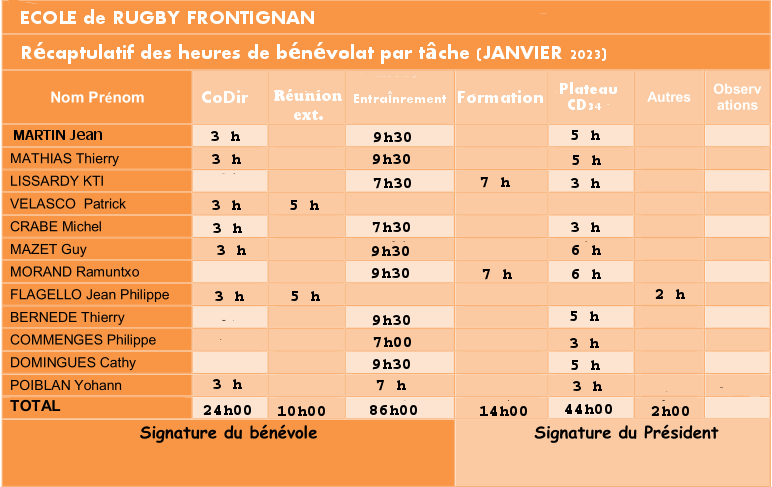 ECOLE de RUGBY FRONTIGNAN
Récaptulatif des heures de bénévolat par tâche (JANVIER 2023)
Nom Prénom CoDir Réunion ext. Entraînrement Formation Plateau CD34 Autres Observ ations
MARTIN Jean 3 h 9h30 5 h
MATHIAS Thierry 3 h 9h30 5 h
LISSARDY KTI 7h30 7 h 3 h
VELASCO Patrick 3 h 5 h
CRABE Michel 3 h 7h30 3 h
MAZET Guy 3 h 9h30 6 h
MORAND Ramuntxo 9h30 7 h 6 h
FLAGELLO Jean Philippe 3 h 5 h 2 h
BERNEDE Thierry 9h30 5 h
COMMENGES Philippe 7h00 3 h
DOMINGUES Cathy 9h30 5 h
POIBLAN Yohann 3 h 7 h 3 h
TOTAL 24h00 10h00 86h00 14h00 44h00 2h00
Signature du bénévole Signature du Président